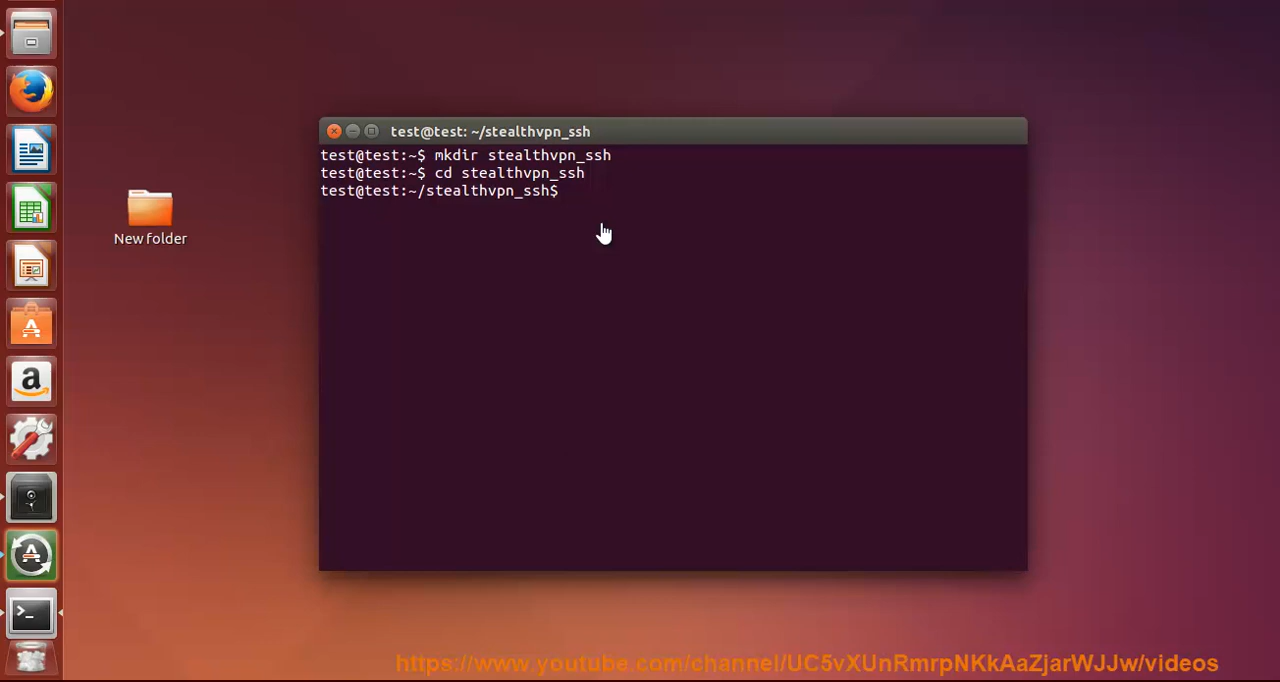 test@test: ~/stealthvpn_ssh
test@test:~$ mkdir stealthvpn_ssh
test@test:~$ cd stealthvpn_ssh
test@test:~/stealthvpn_ssh$
New folder
https://www.youtube.com/channel/UC5vXUnRmrpNKkAaZjarWJJw/videos